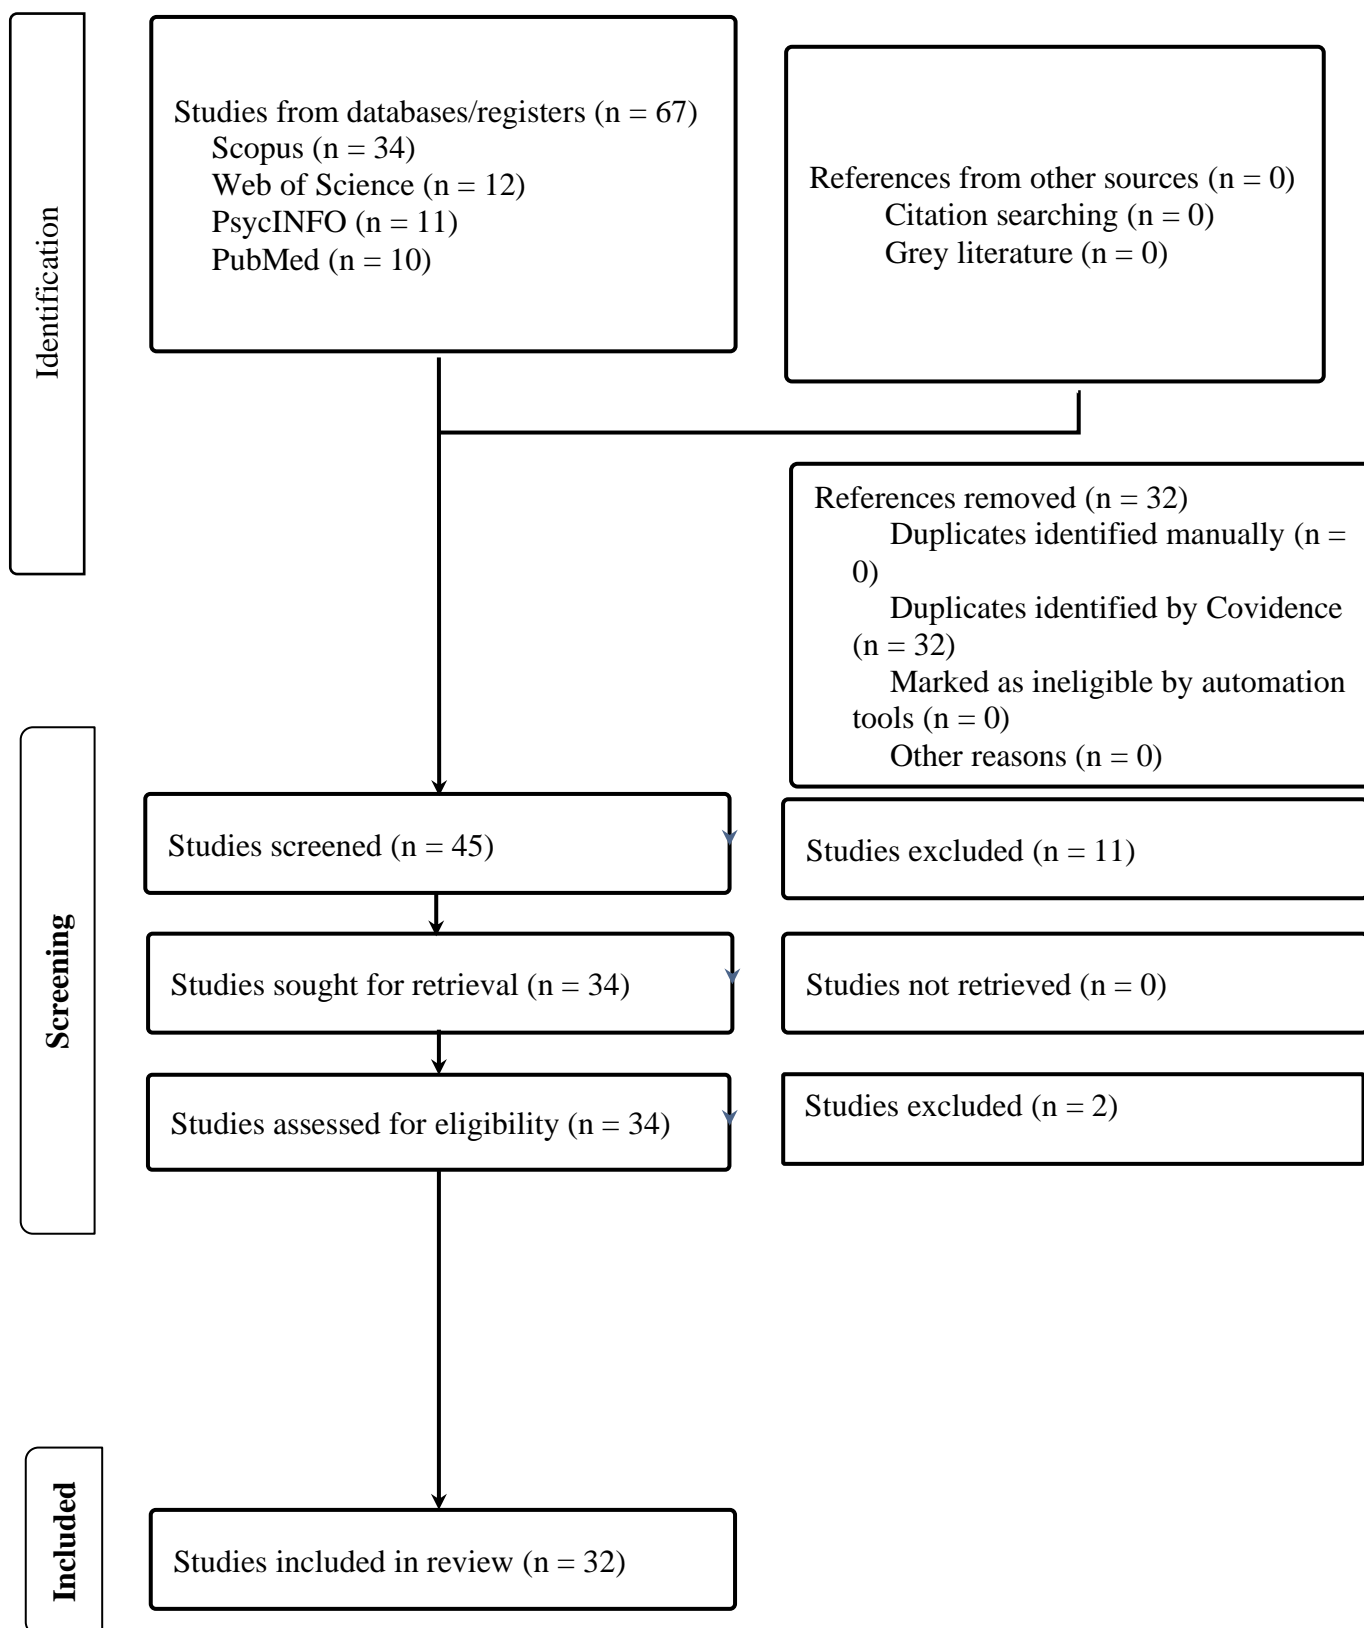 Identification
Studies from databases/registers (n = 67)
Scopus (n = 34)
Web of Science (n = 12)
PsycINFO (n = 11)
PubMed (n = 10)
References from other sources (n = 0)
Citation searching (n = 0)
Grey literature (n = 0)
References removed (n = 32)
Duplicates identified manually (n =
0)
Duplicates identified by Covidence
(n = 32)
Marked as ineligible by automation
tools (n = 0)
Other reasons (n = 0)
Screening
Studies screened (n = 45)
Studies excluded (n = 11)
Studies sought for retrieval (n = 34)
Studies not retrieved (n = 0)
Studies assessed for eligibility (n = 34)
Studies excluded (n = 2)
Included
Studies included in review (n = 32)